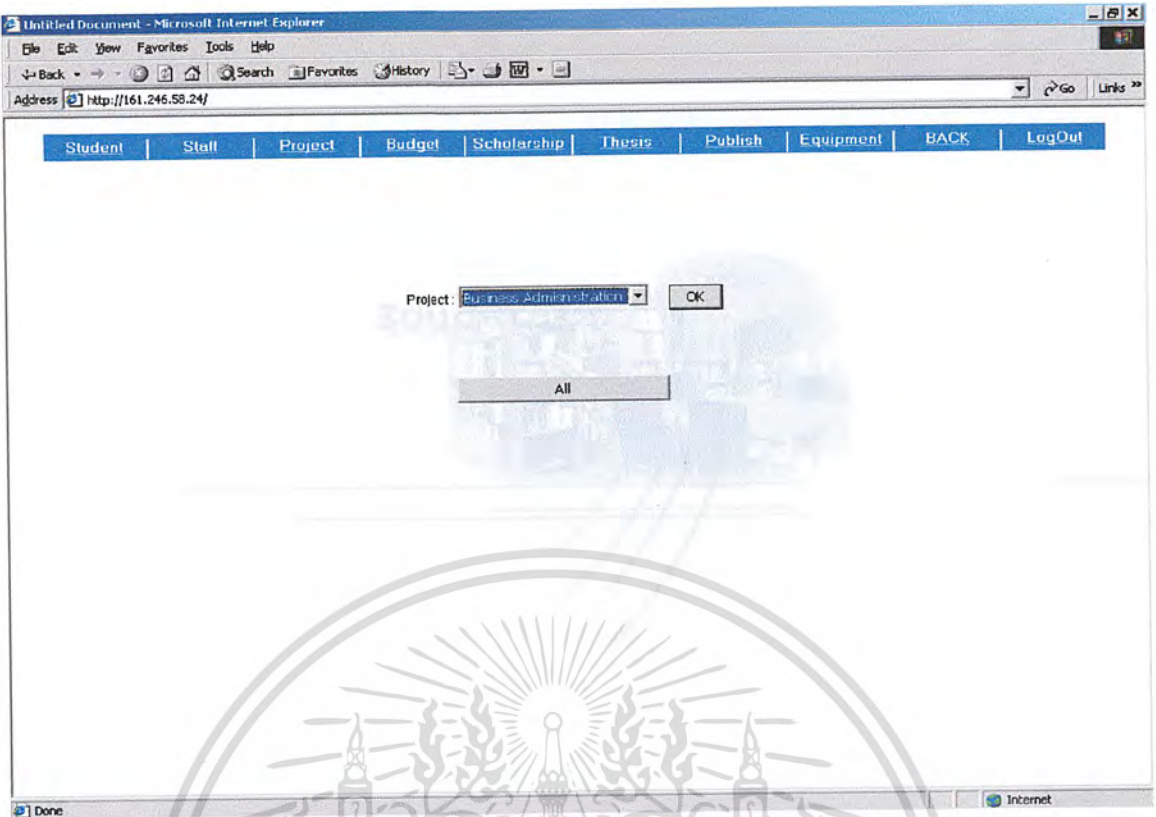 Untitled Document - Microsoft Internet Explorer
File Edit View Favorites Tools Help
Back Search Favorites History
Address http://161.246.58.24/ Go Links »
Student Staff Project Budget Scholarship Thesis Publish Equipment BACK LogOut
Project : Business Admisnistration OK
All
Done Internet